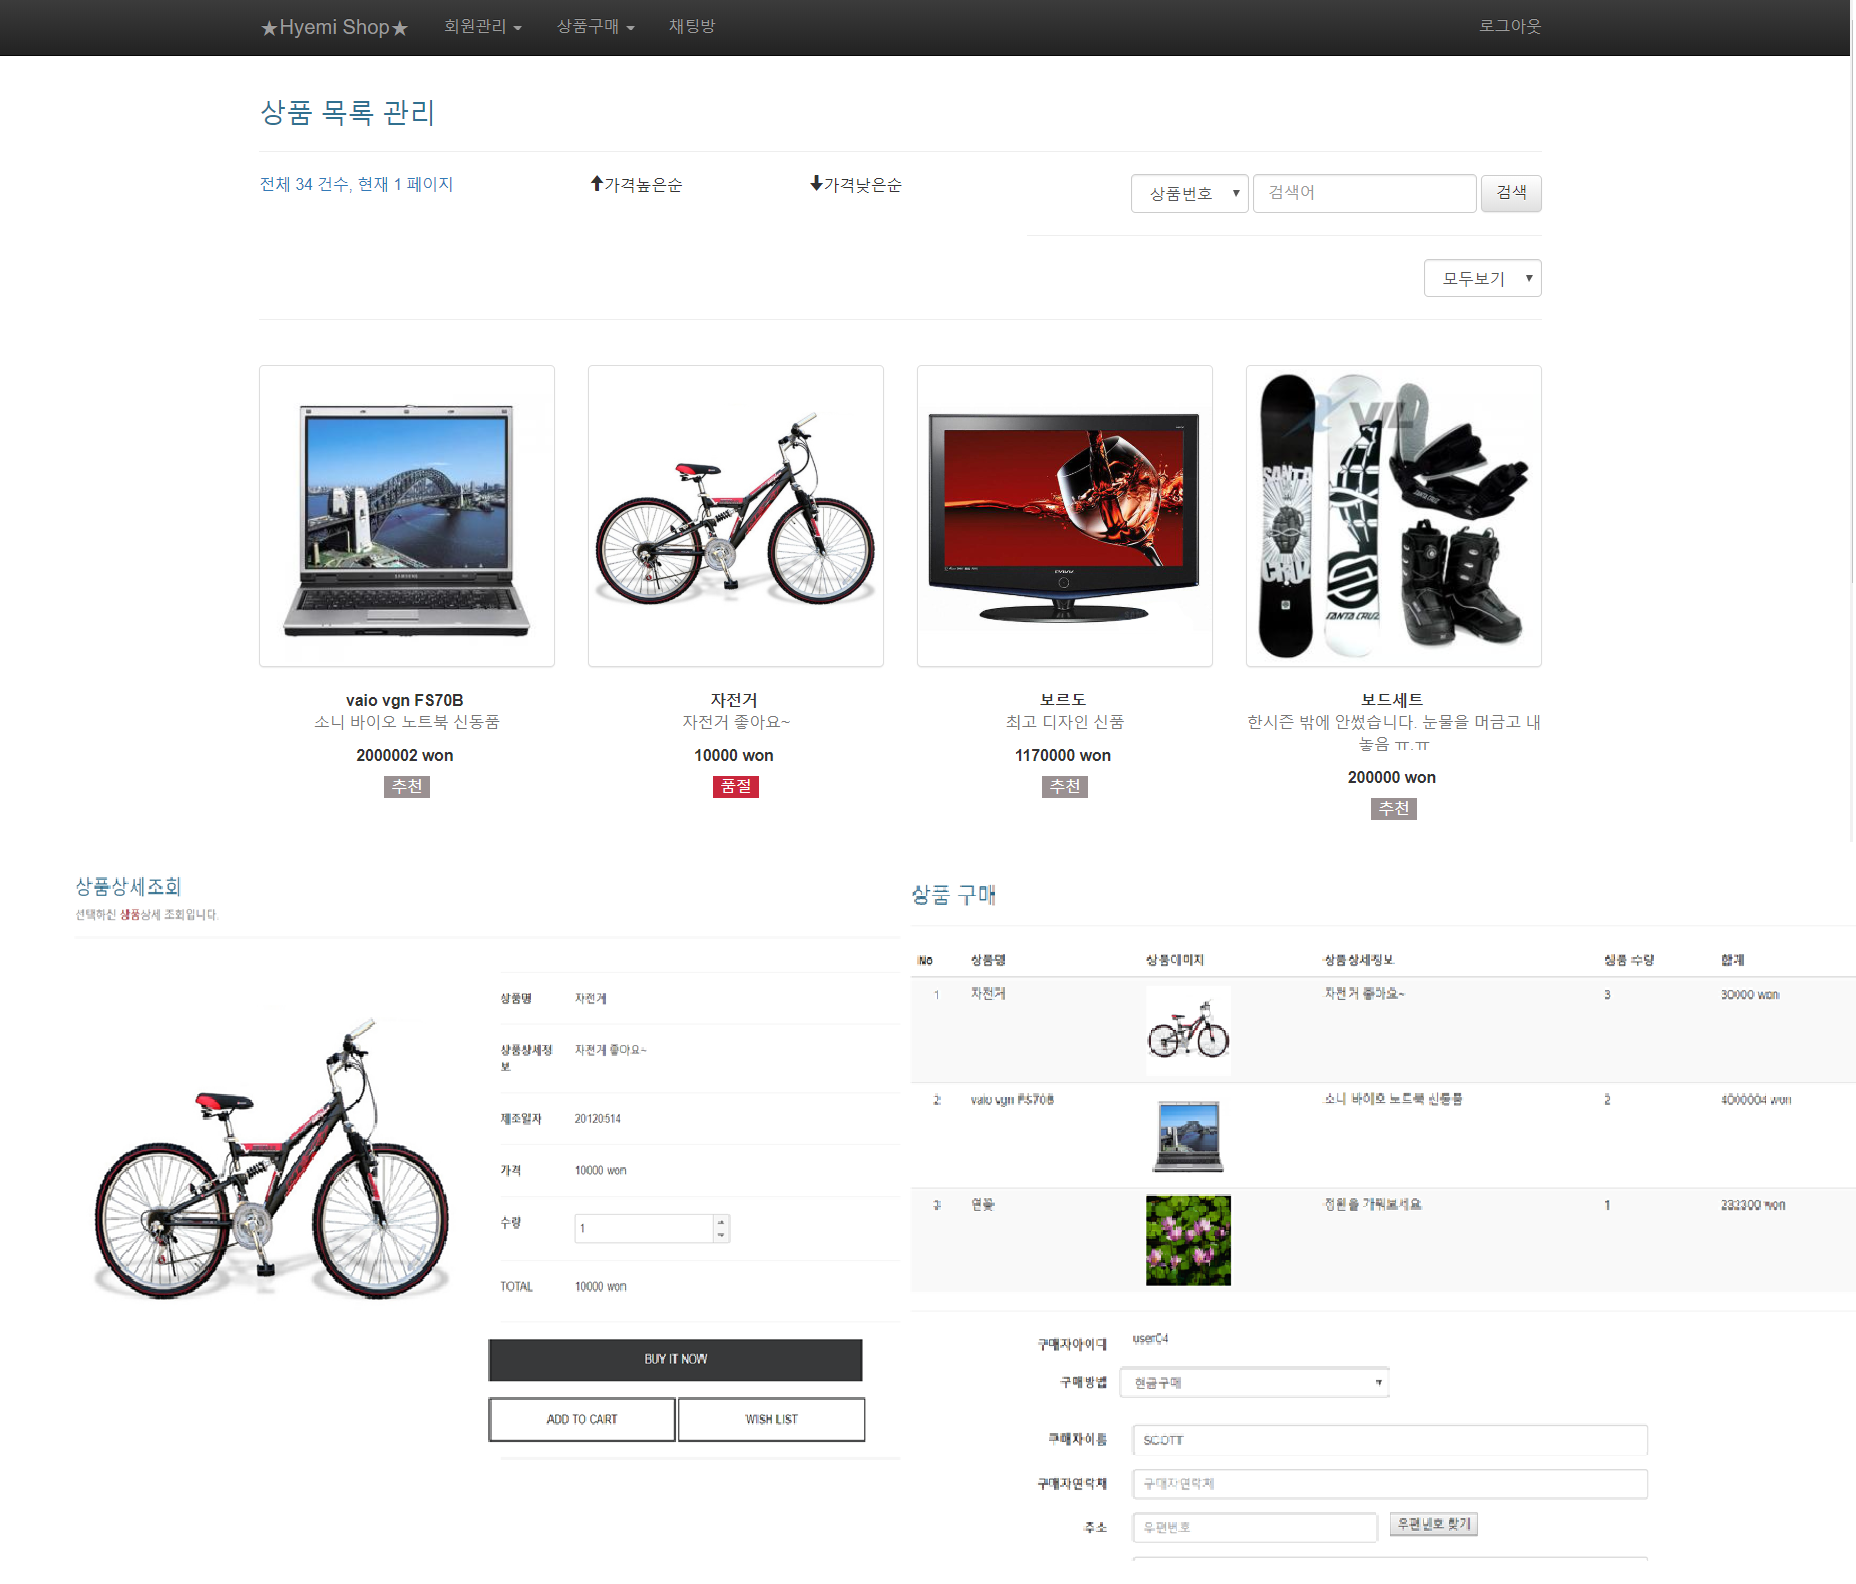 ★Hyemi Shop★ 회원관리 상품구매 채팅방 로그아웃
상품 목록 관리
전체 34 건수, 현재 1 페이지 가격높은순 가격낮은순 상품번호 검색어 검색
모두보기
SAMSUNG
SANTA
CRUZ
SANTA CRUZ
vaio vgn FS70B
소니 바이오 노트북 신동품
2000002 won
추천
자전거
자전거 좋아요~
10000 won
품절
보르도
최고 디자인 신품
1170000 won
추천
보드세트
한시즌 밖에 안썼습니다. 눈물을 머금고 내
놓음 ㅠ.ㅠ
200000 won
추천
상품상세조회
선택하신 상품상세 조회입니다.
상품명 자전거
상품상세정
보
자전거 좋아요~
제조일자 20120514
가격 10000 won
수량 1
TOTAL 10000 won
BUY IT NOW
ADD TO CART WISH LIST
상품 구매
No 상품명 상품이미지 상품상세정보 상품 수량 합계
1 자전거 자전거 좋아요~ 3 30000 won
2 vaio vgn FS70B 소니 바이오 노트북 신동품 2 4000004 won
3 연꽃 정원을 가꿔보세요 1 won
구매자아이디 user04
구매방법 현금구매
구매자이름 SCOTT
구매자연락처 구매자연락처
주소 우편번호 우편번호 찾기